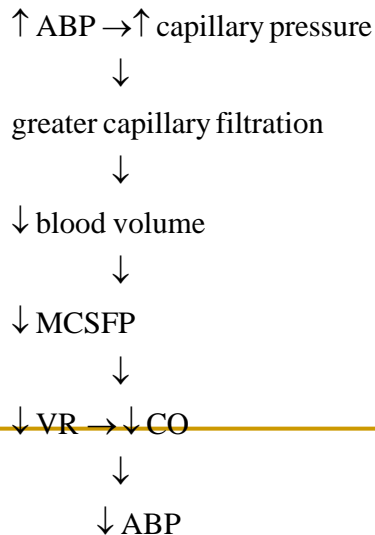 ↑ ABP → ↑ capillary pressure
↓
greater capillary filtration
↓
↓ blood volume
↓
↓ MCSFP
↓
↓ VR → ↓ CO
↓
↓ ABP